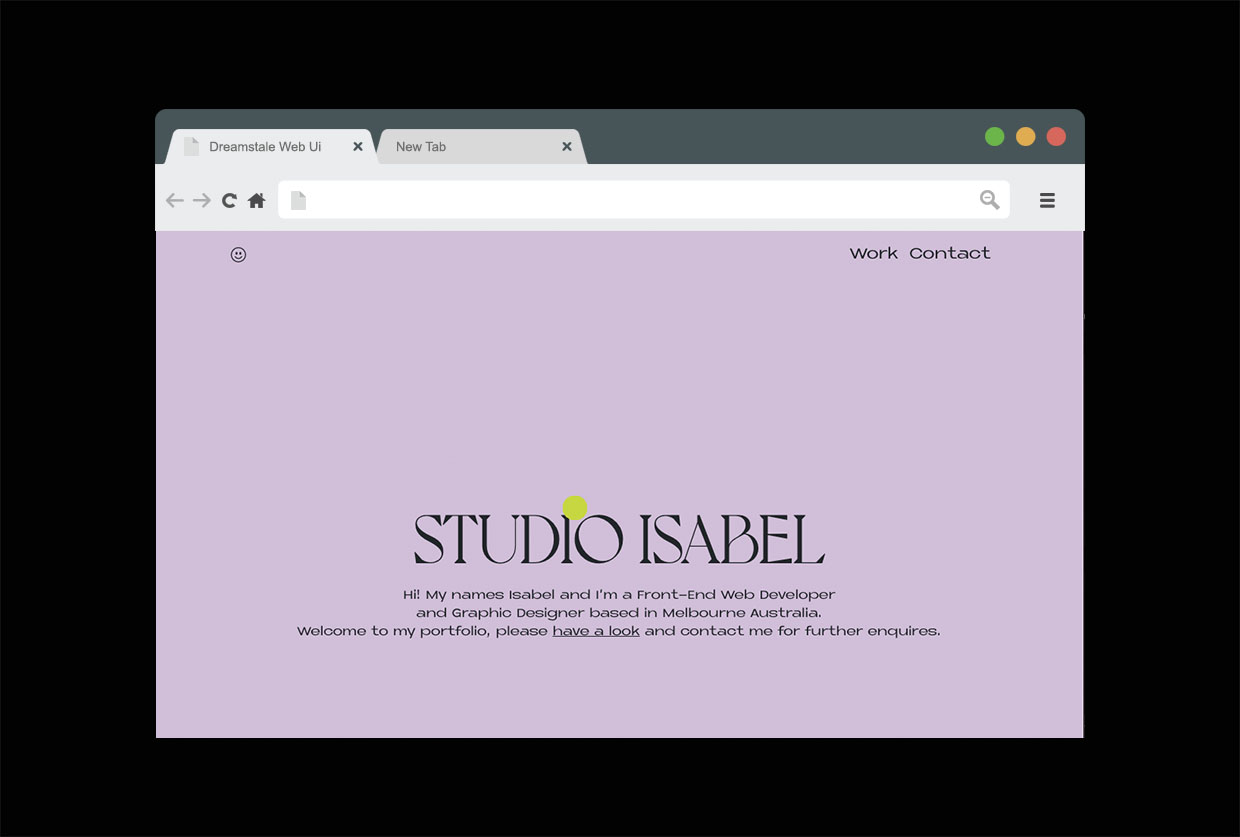 Dreamstale Web Ui
New Tab
Work Contact
STUDIO ISABEL
Hi! My names Isabel and I'm a Front-End Web Developer
and Graphic Designer based in Melbourne Australia.
Welcome to my portfolio, please have a look and contact me for further enquires.